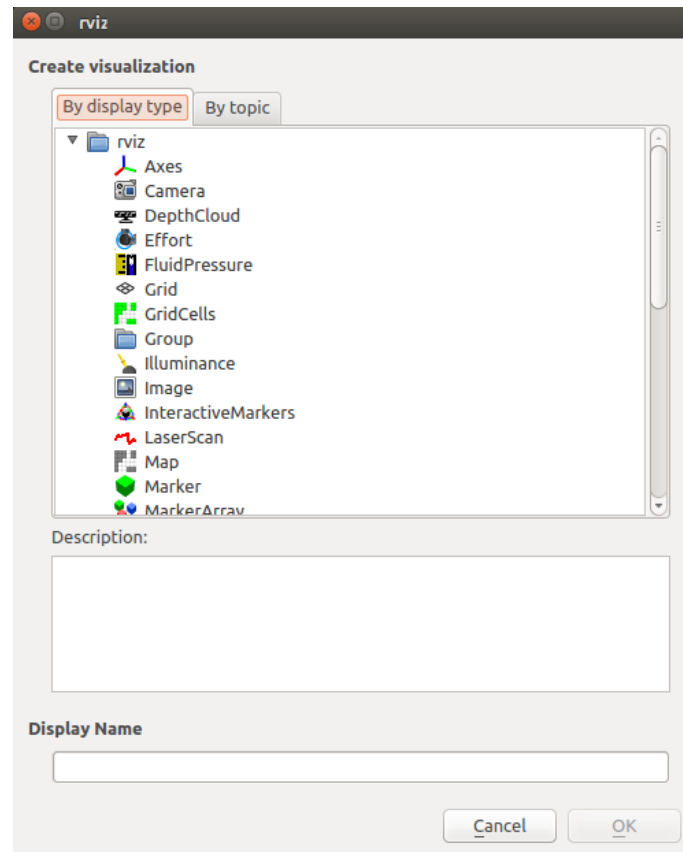 rviz
Create visualization
By display type By topic
rviz
Axes
Camera
DepthCloud
Effort
FluidPressure
Grid
GridCells
Group
Illuminance
Image
InteractiveMarkers
LaserScan
Map
Marker
MarkerArray
Description:
Display Name
Cancel OK